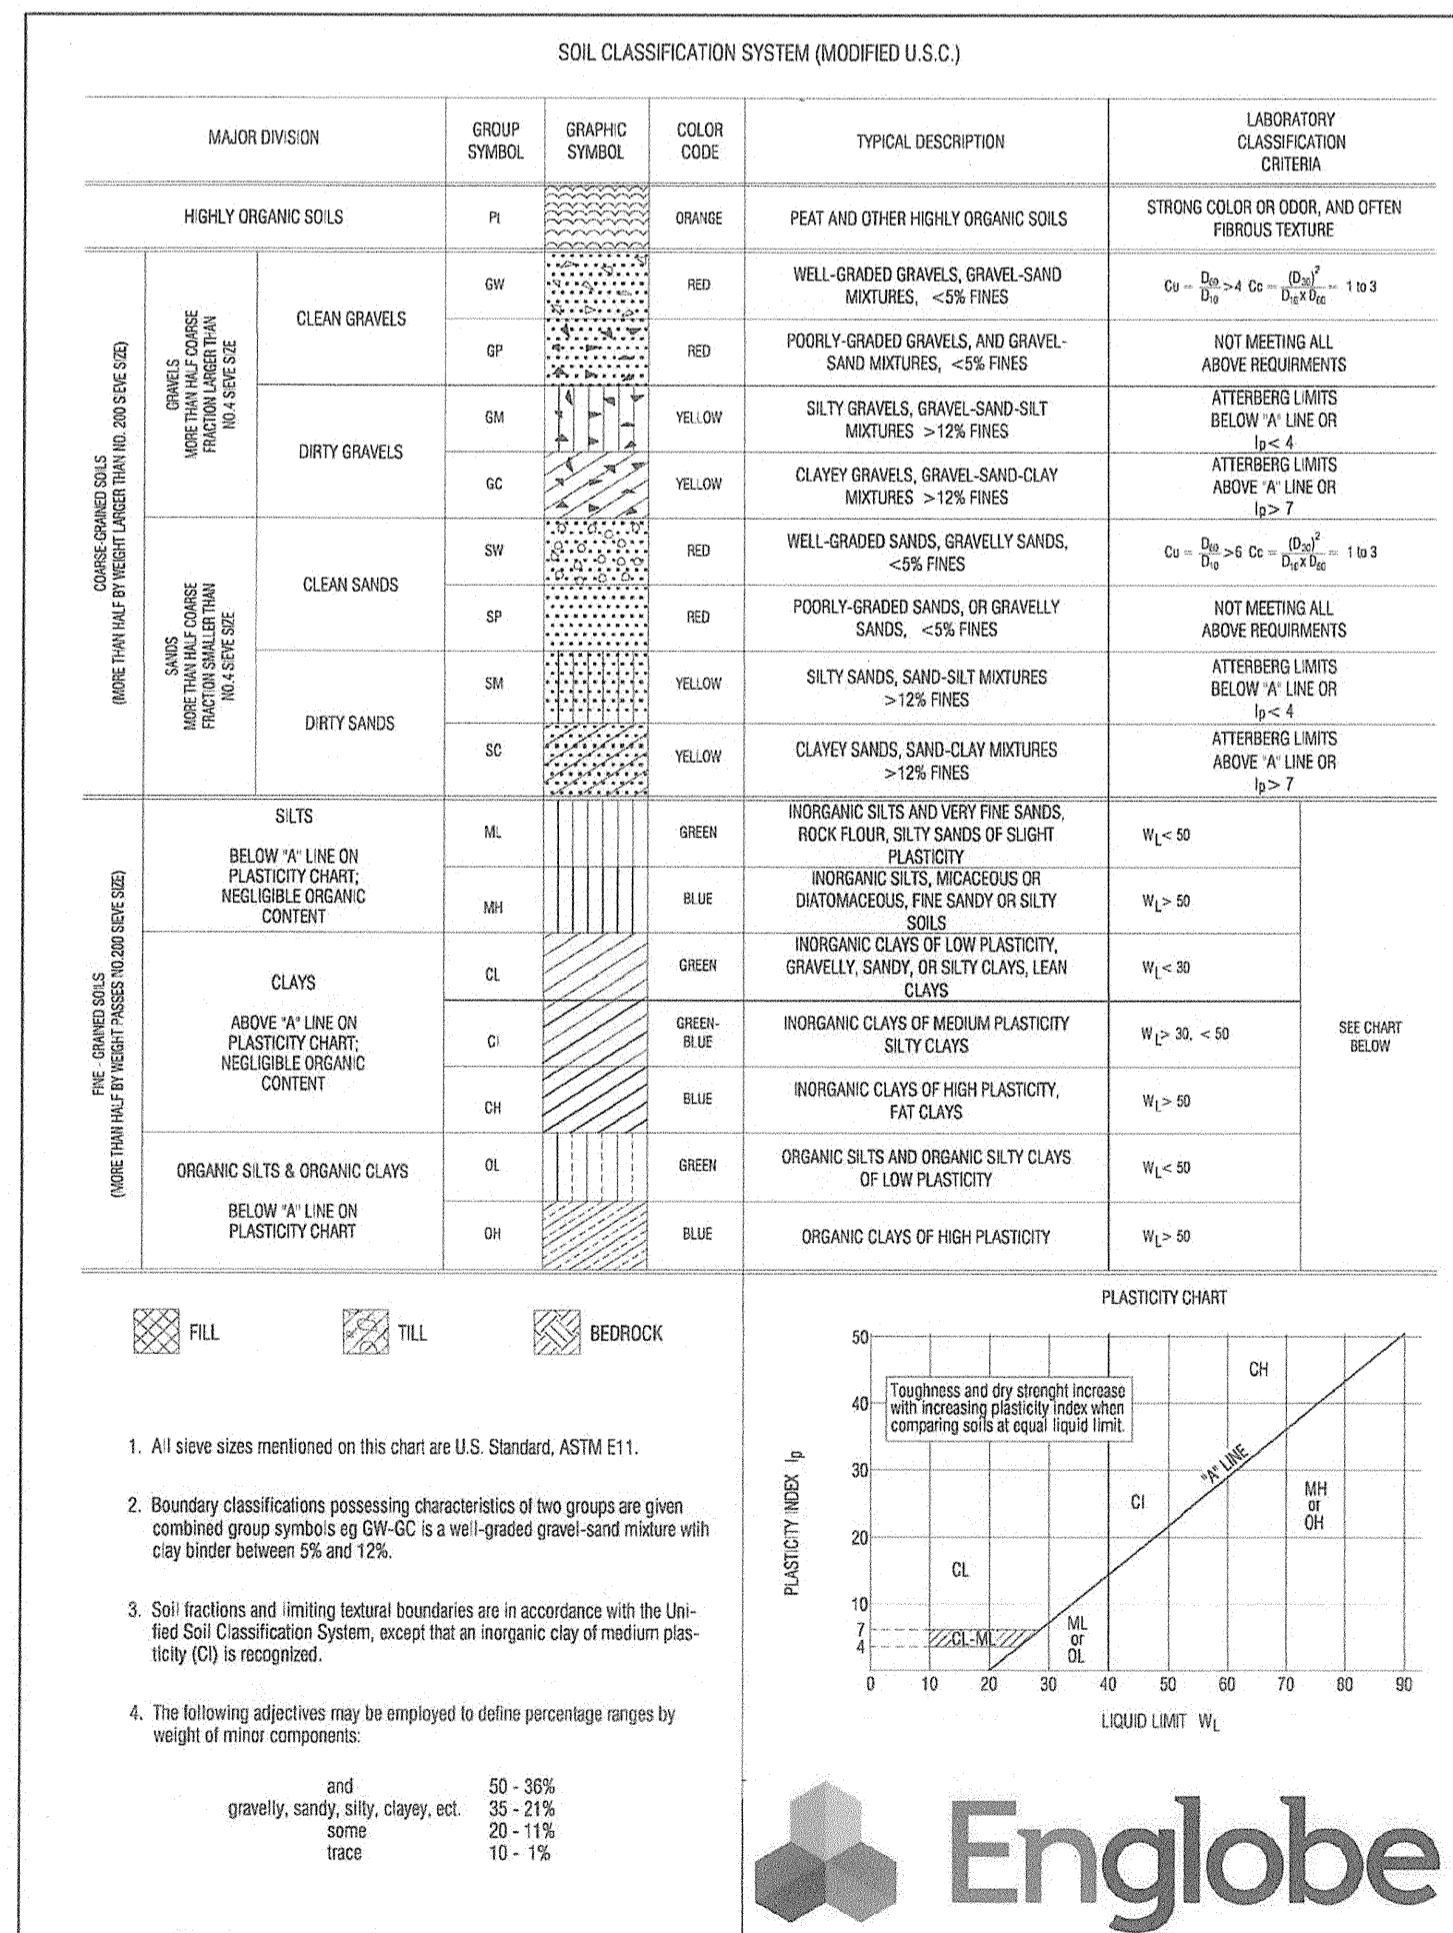 SOIL CLASSIFICATION SYSTEM (MODIFIED U.S.C.)
MAJOR DIVISION
GROUP
SYMBOL
GRAPHIC
SYMBOL
COLOR
CODE
TYPICAL DESCRIPTION
LABORATORY
CLASSIFICATION
CRITERIA
HIGHLY ORGANIC SOILS
Pt
ORANGE
PEAT AND OTHER HIGHLY ORGANIC SOILS
STRONG COLOR OR ODOR, AND OFTEN
FIBROUS TEXTURE
COARSE-GRAINED SOILS
(MORE THAN HALF BY WEIGHT LARGER THAN NO. 200 SIEVE SIZE)
GRAVELS
MORE THAN HALF COARSE
FRACTION LARGER THAN
NO.4 SIEVE SIZE
CLEAN GRAVELS
GW
RED
WELL-GRADED GRAVELS, GRAVEL-SAND
MIXTURES, <5% FINES
Cu = D60/D10 >4 Cc = (D30)²/D10 x D60 = 1 to 3
GP
RED
POORLY-GRADED GRAVELS, AND GRAVEL-
SAND MIXTURES, <5% FINES
NOT MEETING ALL
ABOVE REQUIRMENTS
DIRTY GRAVELS
GM
YELLOW
SILTY GRAVELS, GRAVEL-SAND-SILT
MIXTURES >12% FINES
ATTERBERG LIMITS
BELOW "A" LINE OR
Ip< 4
GC
YELLOW
CLAYEY GRAVELS, GRAVEL-SAND-CLAY
MIXTURES >12% FINES
ATTERBERG LIMITS
ABOVE "A" LINE OR
Ip> 7
SANDS
MORE THAN HALF COARSE
FRACTION SMALLER THAN
NO.4 SIEVE SIZE
CLEAN SANDS
SW
RED
WELL-GRADED SANDS, GRAVELLY SANDS,
<5% FINES
Cu = D60/D10 >6 Cc = (D30)²/D10 x D60 = 1 to 3
SP
RED
POORLY-GRADED SANDS, OR GRAVELLY
SANDS, <5% FINES
NOT MEETING ALL
ABOVE REQUIRMENTS
DIRTY SANDS
SM
YELLOW
SILTY SANDS, SAND-SILT MIXTURES
>12% FINES
ATTERBERG LIMITS
BELOW "A" LINE OR
Ip< 4
SC
YELLOW
CLAYEY SANDS, SAND-CLAY MIXTURES
>12% FINES
ATTERBERG LIMITS
ABOVE "A" LINE OR
Ip> 7
FINE - GRAINED SOILS
(MORE THAN HALF BY WEIGHT PASSES NO.200 SIEVE SIZE)
SILTS
BELOW "A" LINE ON
PLASTICITY CHART;
NEGLIGIBLE ORGANIC
CONTENT
ML
GREEN
INORGANIC SILTS AND VERY FINE SANDS,
ROCK FLOUR, SILTY SANDS OF SLIGHT
PLASTICITY
WL< 50
MH
BLUE
INORGANIC SILTS, MICACEOUS OR
DIATOMACEOUS, FINE SANDY OR SILTY
SOILS
WL> 50
CLAYS
ABOVE "A" LINE ON
PLASTICITY CHART;
NEGLIGIBLE ORGANIC
CONTENT
CL
GREEN
INORGANIC CLAYS OF LOW PLASTICITY,
GRAVELLY, SANDY, OR SILTY CLAYS, LEAN
CLAYS
WL< 30
CI
GREEN-
BLUE
INORGANIC CLAYS OF MEDIUM PLASTICITY
SILTY CLAYS
WL> 30, < 50
CH
BLUE
INORGANIC CLAYS OF HIGH PLASTICITY,
FAT CLAYS
WL> 50
SEE CHART
BELOW
ORGANIC SILTS & ORGANIC CLAYS
BELOW "A" LINE ON
PLASTICITY CHART
OL
GREEN
ORGANIC SILTS AND ORGANIC SILTY CLAYS
OF LOW PLASTICITY
WL< 50
OH
BLUE
ORGANIC CLAYS OF HIGH PLASTICITY
WL> 50
FILL
TILL
BEDROCK
1. All sieve sizes mentioned on this chart are U.S. Standard, ASTM E11.
2. Boundary classifications possessing characteristics of two groups are given
combined group symbols eg GW-GC is a well-graded gravel-sand mixture wtih
clay binder between 5% and 12%.
3. Soil fractions and limiting textural boundaries are in accordance with the Uni-
fied Soil Classification System, except that an inorganic clay of medium plas-
ticity (CI) is recognized.
4. The following adjectives may be employed to define percentage ranges by
weight of minor components:
and 50 - 36%
gravelly, sandy, silty, clayey, ect. 35 - 21%
some 20 - 11%
trace 10 - 1%
PLASTICITY CHART
Toughness and dry strenght increase
with increasing plasticity index when
comparing soils at equal liquid limit.
PLASTICITY INDEX Ip
50
40
30
20
10
7
4
CH
"A" LINE
CI
MH
or
OH
CL
CL-ML
ML
or
OL
0 10 20 30 40 50 60 70 80 90
LIQUID LIMIT WL
Englobe